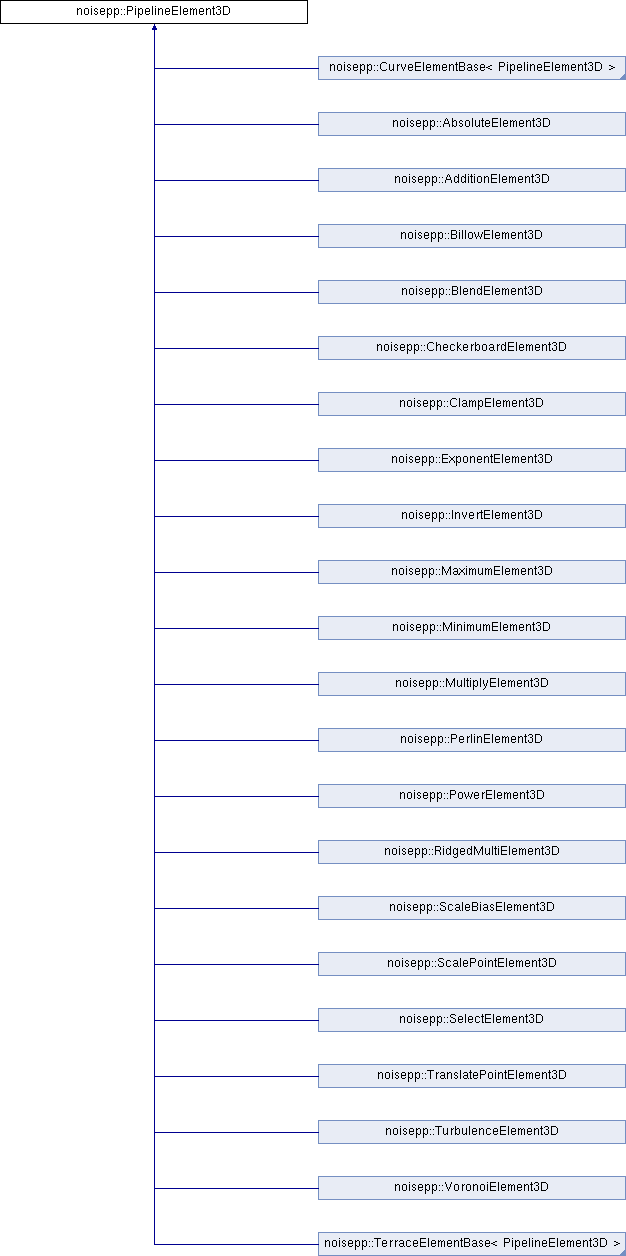 noisepp::PipelineElement3D
noisepp::CurveElementBase< PipelineElement3D >
noisepp::AbsoluteElement3D
noisepp::AdditionElement3D
noisepp::BillowElement3D
noisepp::BlendElement3D
noisepp::CheckerboardElement3D
noisepp::ClampElement3D
noisepp::ExponentElement3D
noisepp::InvertElement3D
noisepp::MaximumElement3D
noisepp::MinimumElement3D
noisepp::MultiplyElement3D
noisepp::PerlinElement3D
noisepp::PowerElement3D
noisepp::RidgedMultiElement3D
noisepp::ScaleBiasElement3D
noisepp::ScalePointElement3D
noisepp::SelectElement3D
noisepp::TranslatePointElement3D
noisepp::TurbulenceElement3D
noisepp::VoronoiElement3D
noisepp::TerraceElementBase< PipelineElement3D >